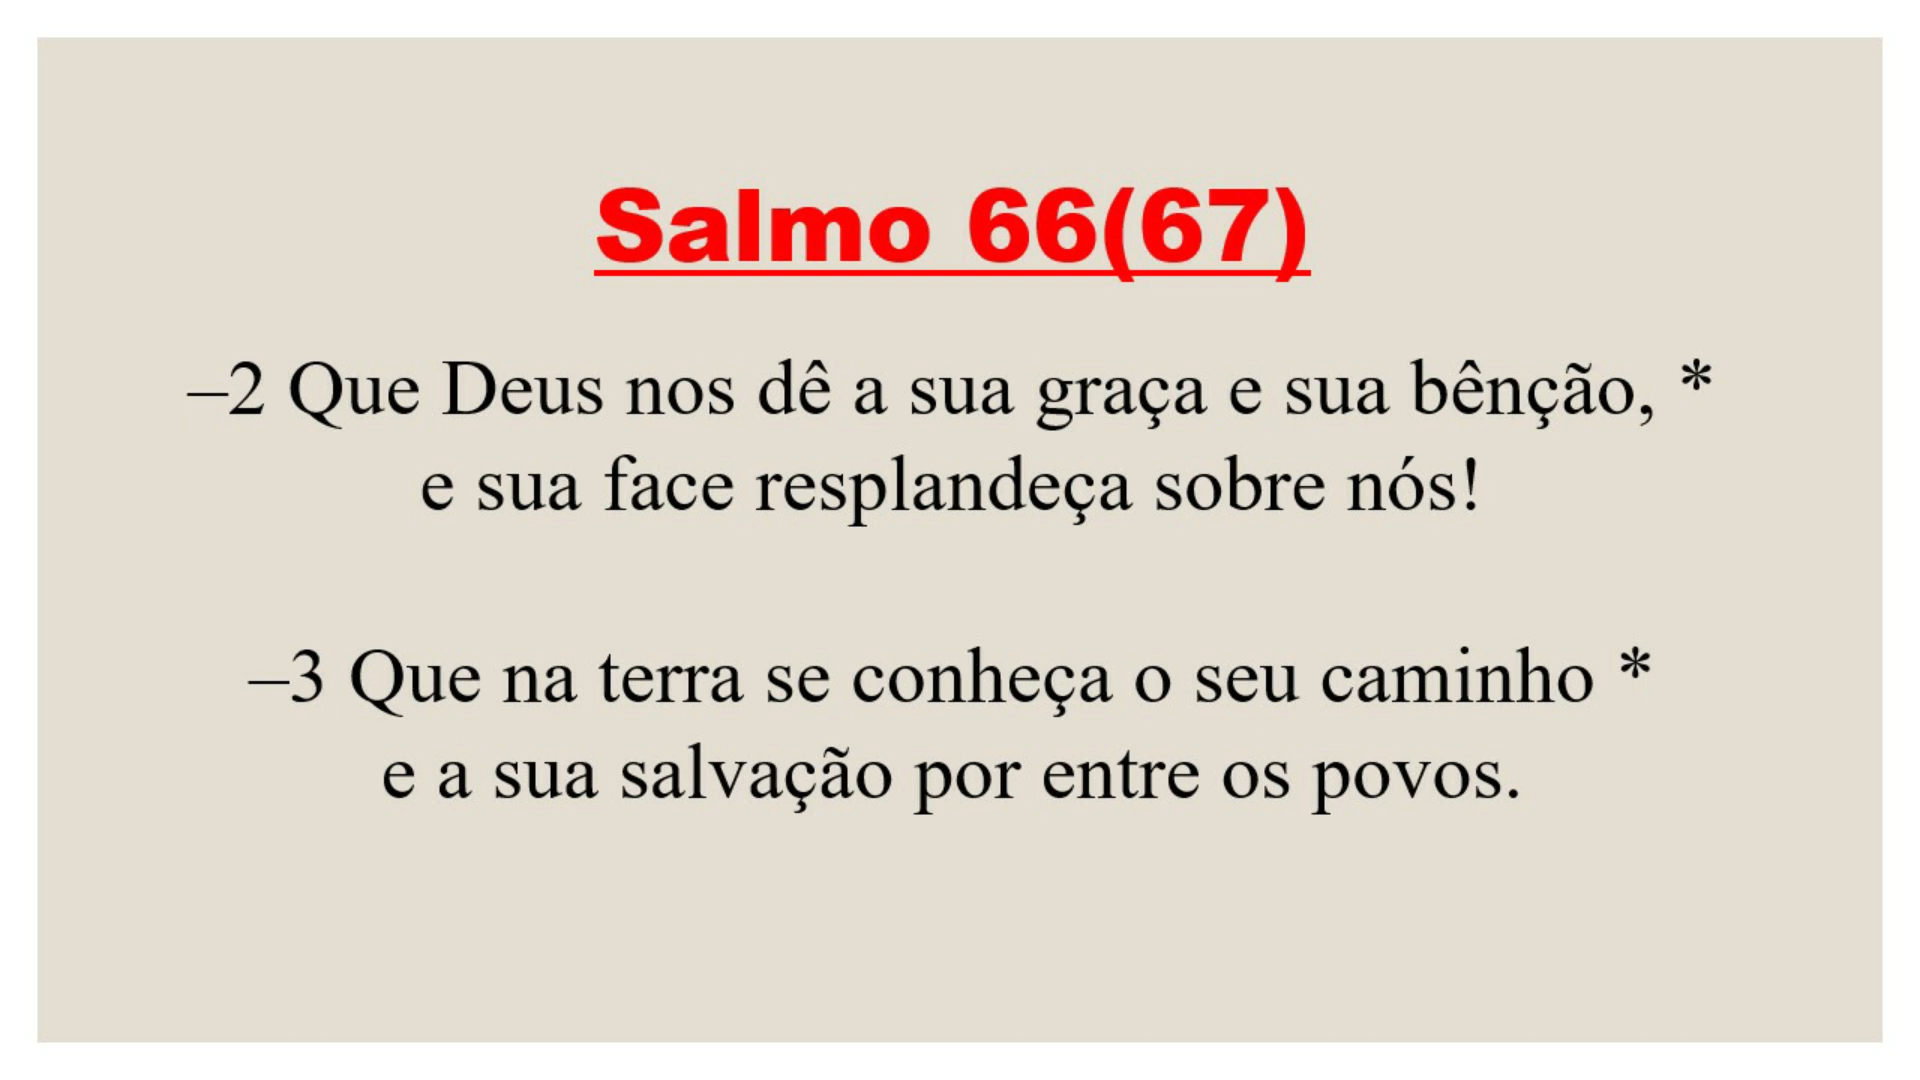 Salmo 66(67)
–2 Que Deus nos dê a sua graça e sua bênção, *
e sua face resplandeça sobre nós!
–3 Que na terra se conheça o seu caminho *
e a sua salvação por entre os povos.